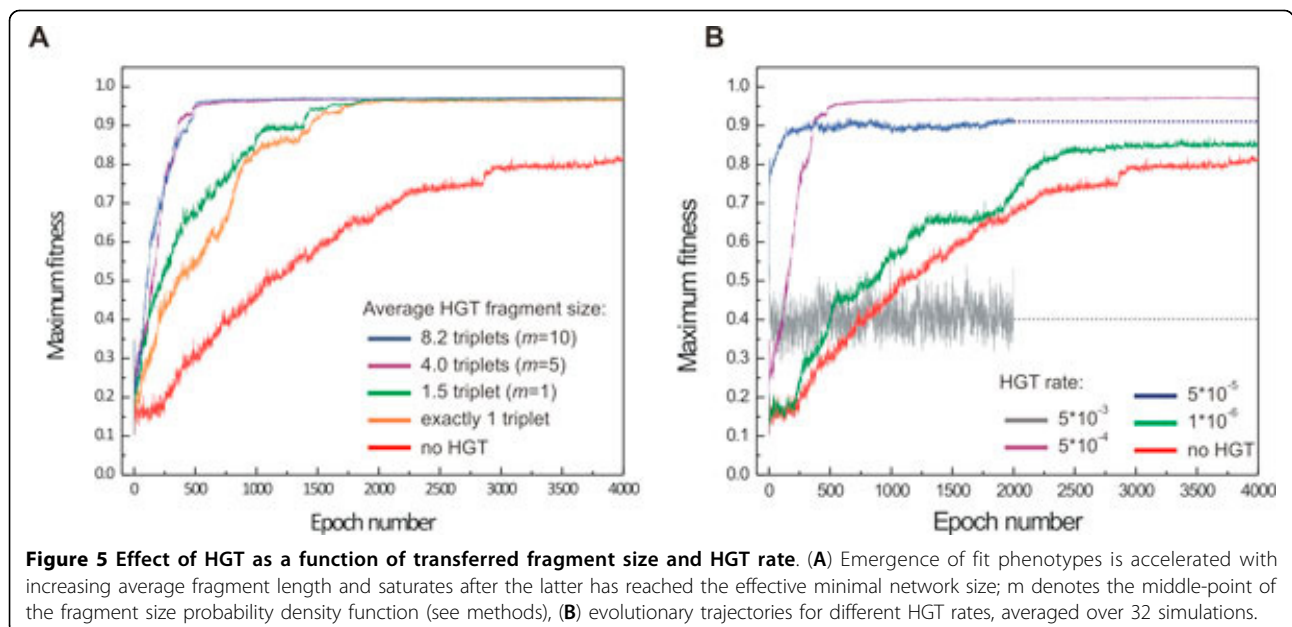 A
Maximum fitness
1.0
0.9
0.8
0.7
0.6
0.5
0.4
0.3
0.2
0.1
0.0
Average HGT fragment size:
8.2 triplets (m=10)
4.0 triplets (m=5)
1.5 triplet (m=1)
exactly 1 triplet
no HGT
0 500 1000 1500 2000 2500 3000 3500 4000
Epoch number
B
Maximum fitness
1.0
0.9
0.8
0.7
0.6
0.5
0.4
0.3
0.2
0.1
0.0
HGT rate:
5*10-3
5*10-4
5*10-5
1*10-6
no HGT
0 500 1000 1500 2000 2500 3000 3500 4000
Epoch number
Figure 5 Effect of HGT as a function of transferred fragment size and HGT rate. (A) Emergence of fit phenotypes is accelerated with
increasing average fragment length and saturates after the latter has reached the effective minimal network size; m denotes the middle-point of
the fragment size probability density function (see methods), (B) evolutionary trajectories for different HGT rates, averaged over 32 simulations.